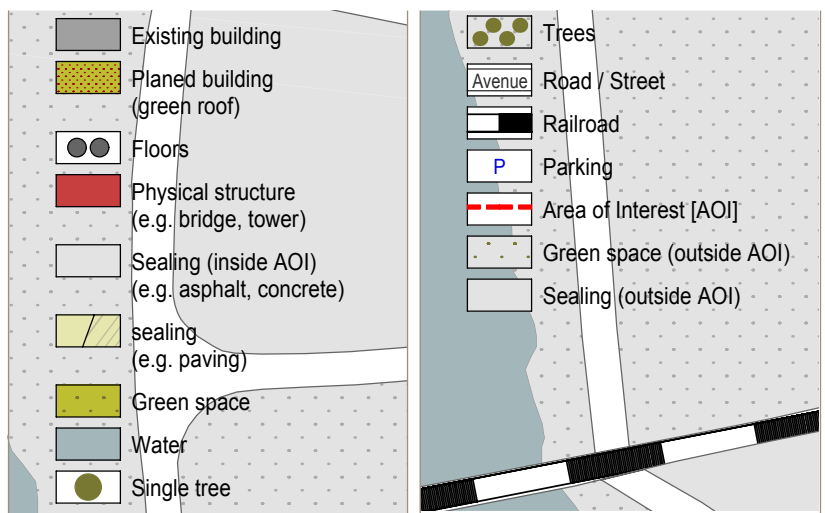 Existing building
Planed building
(green roof)
Floors
Physical structure
(e.g. bridge, tower)
Sealing (inside AOI)
(e.g. asphalt, concrete)
sealing
(e.g. paving)
Green space
Water
Single tree
Trees
Avenue Road / Street
Railroad
P Parking
Area of Interest [AOI]
Green space (outside AOI)
Sealing (outside AOI)